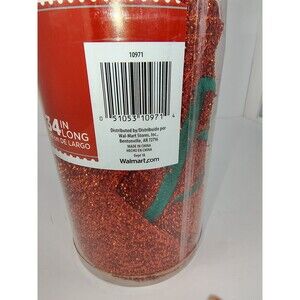 10971
0 51053 10971 4
34 IN
LONG
DE LARGO
Distributed by/Distribuido por
Wal-Mart Stores, Inc.,
Bentonville, AR 72716
MADE IN CHINA
HECHO EN CHINA
Walmart.com